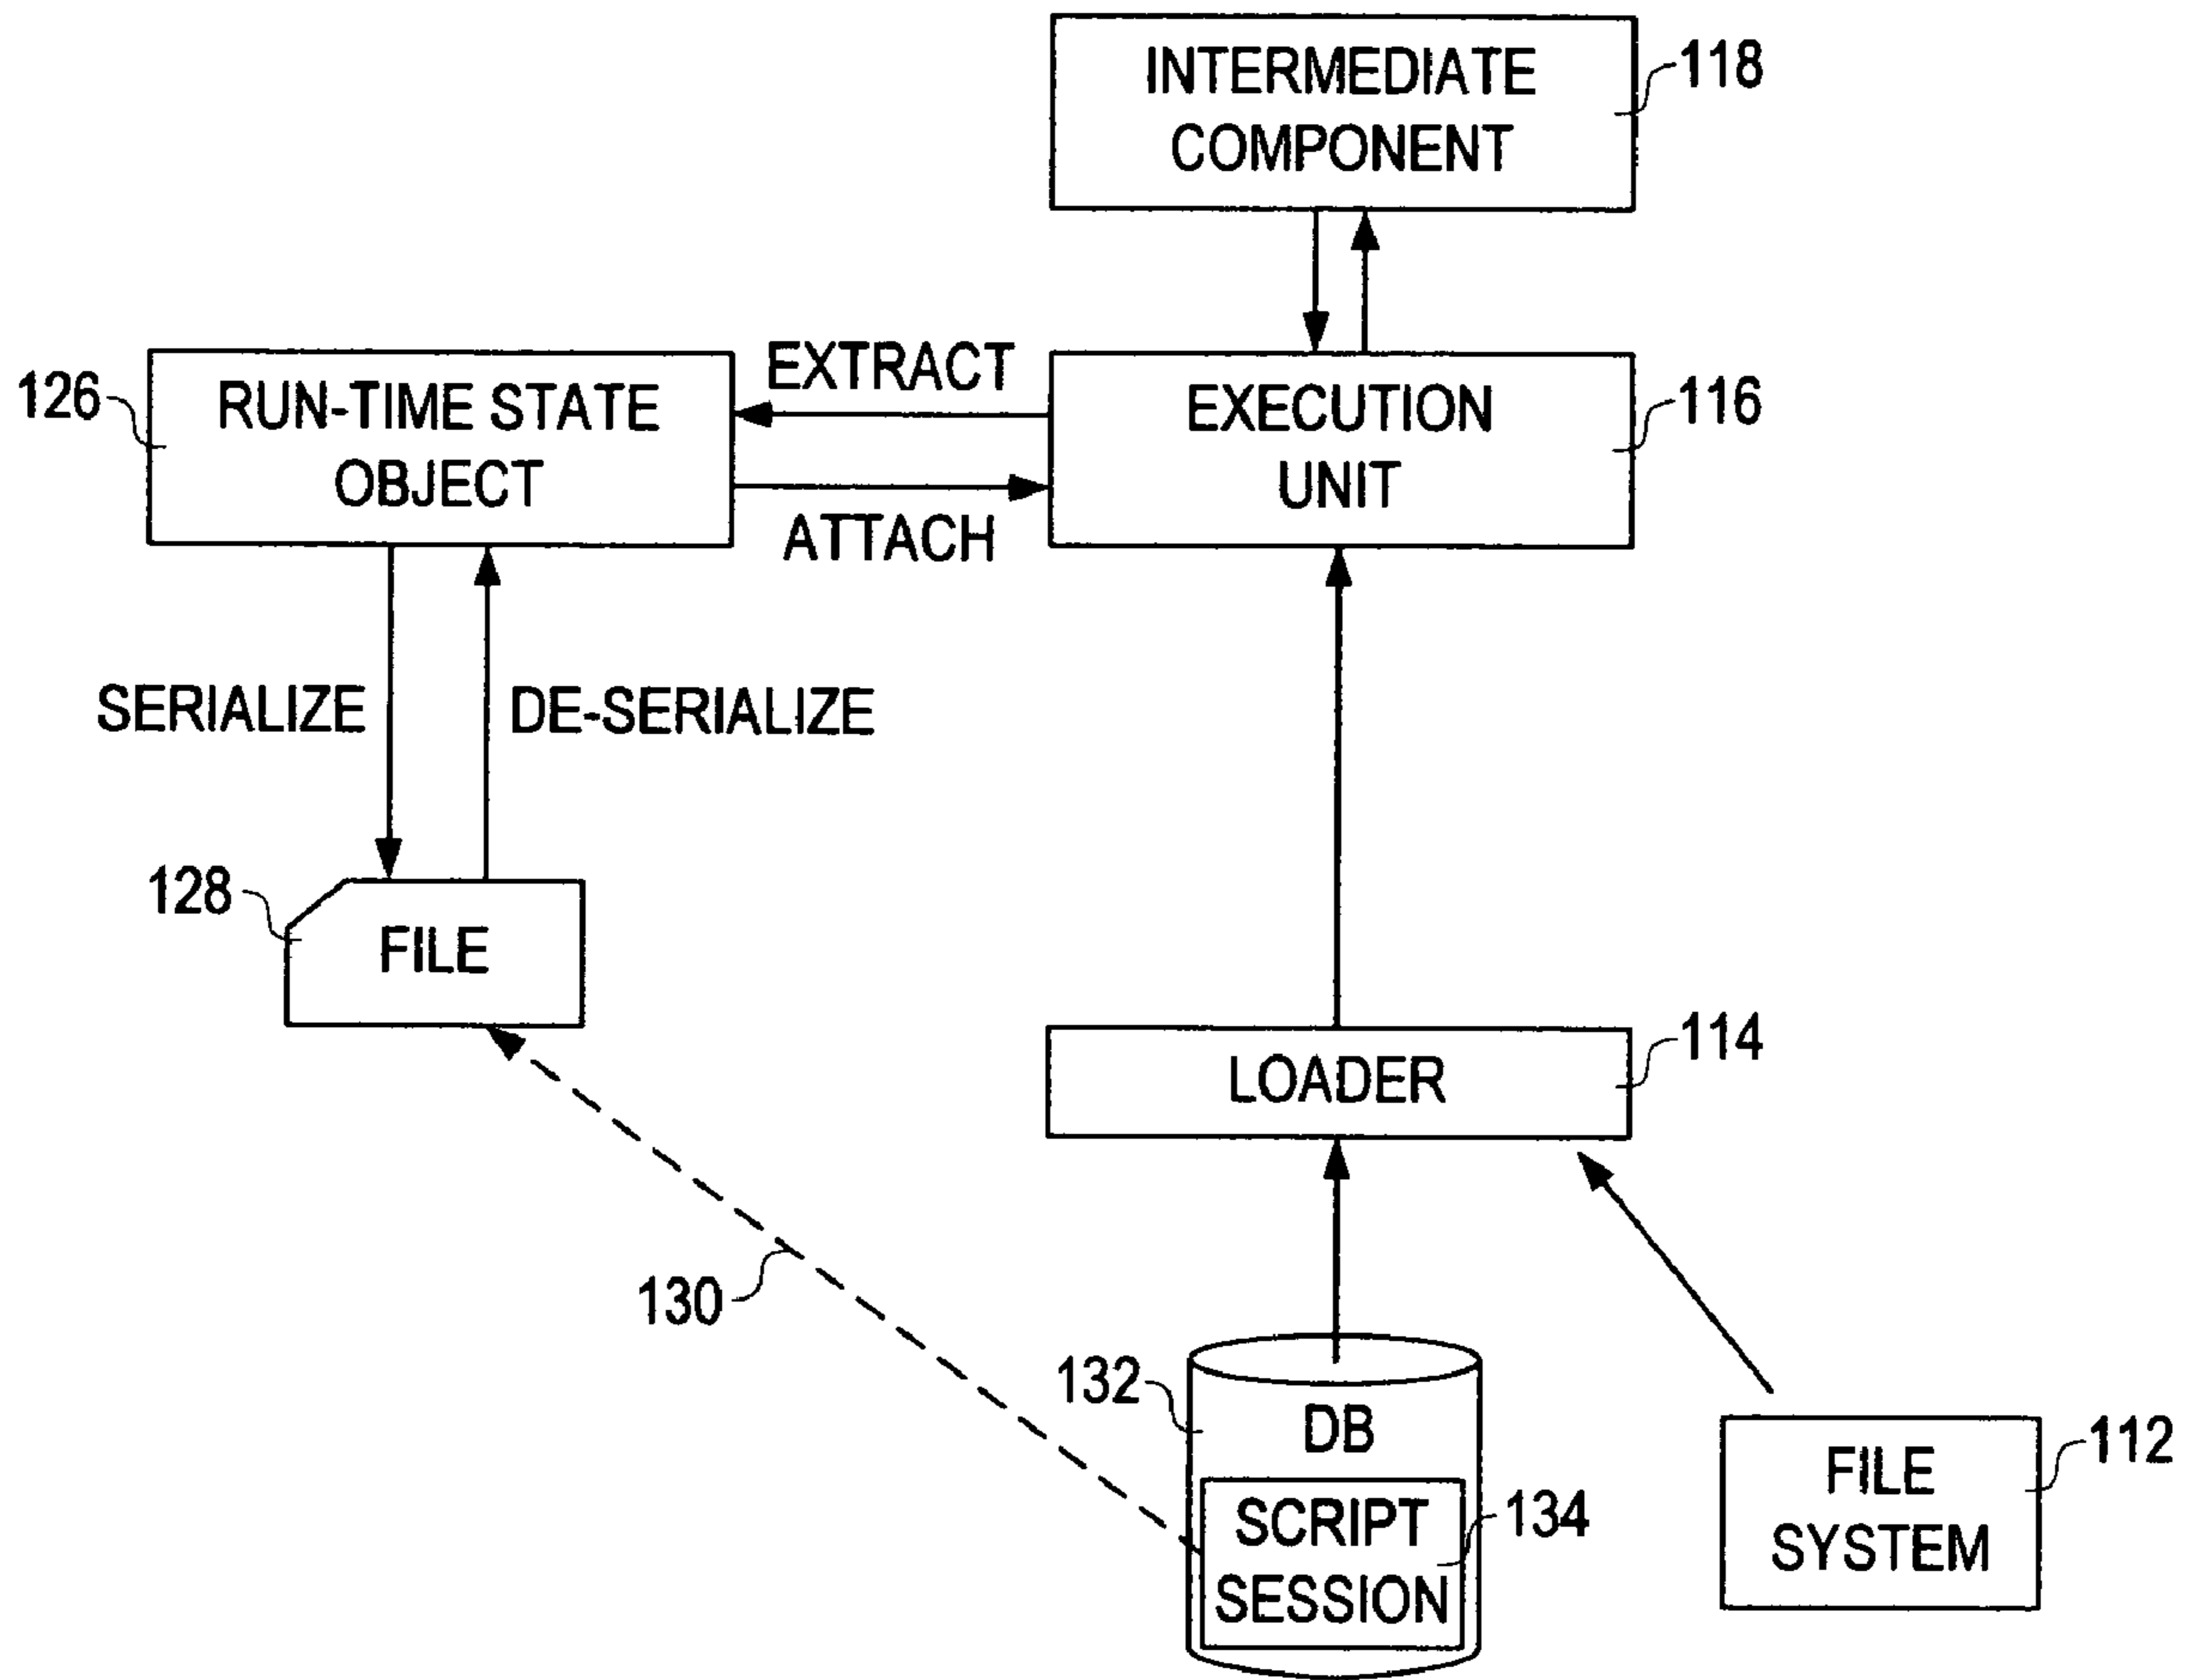 INTERMEDIATE
COMPONENT
118
126
RUN-TIME STATE
OBJECT
EXTRACT
ATTACH
EXECUTION
UNIT
116
SERIALIZE
DE-SERIALIZE
128
FILE
LOADER
114
130
132
DB
SCRIPT
SESSION
134
FILE
SYSTEM
112